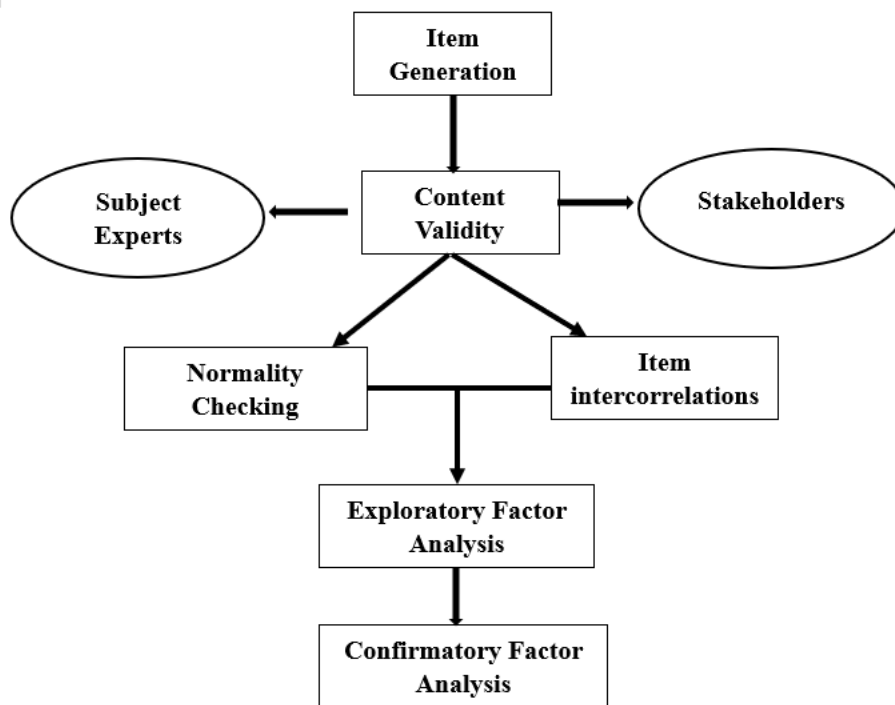 Item
Generation
Subject
Experts
Content
Validity
Stakeholders
Normality
Checking
Item
intercorrelations
Exploratory Factor
Analysis
Confirmatory Factor
Analysis